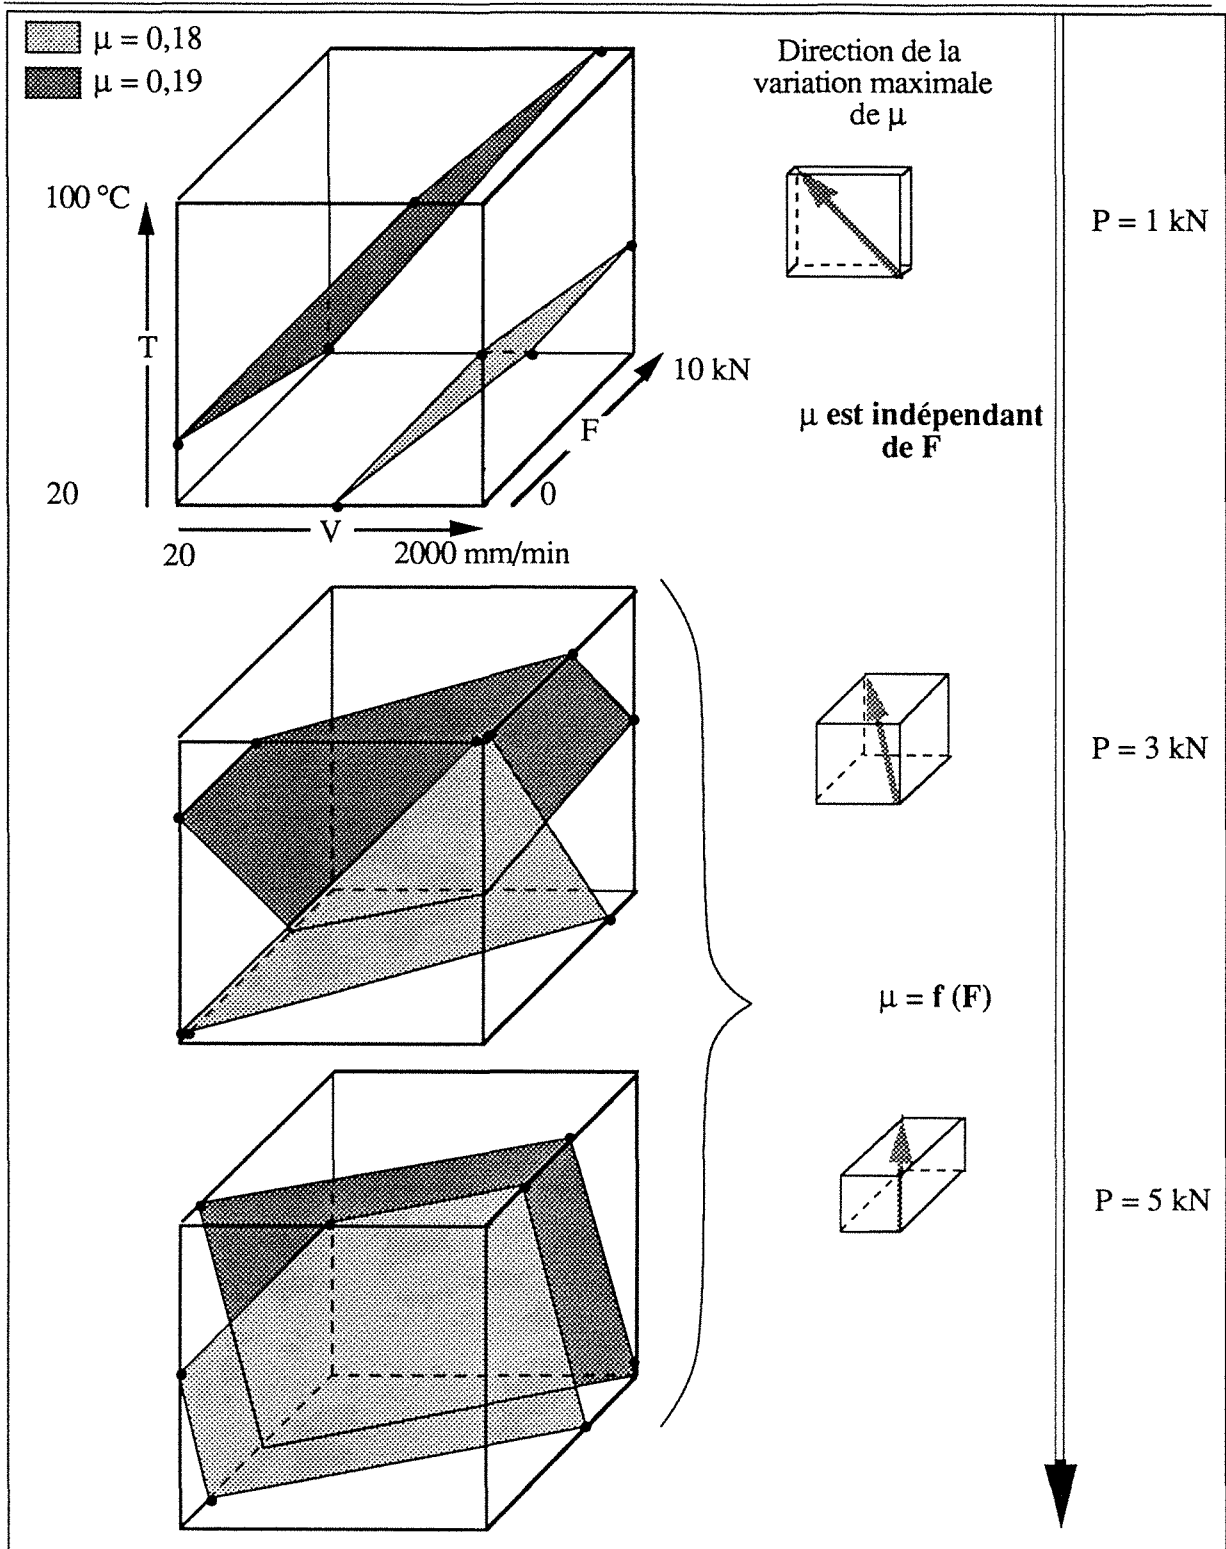 μ = 0,18
μ = 0,19
Direction de la
variation maximale
de μ
100 °C
P = 1 kN
T
10 kN
F
μ est indépendant
de F
20
0
V
20
2000 mm/min
P = 3 kN
μ = f (F)
P = 5 kN